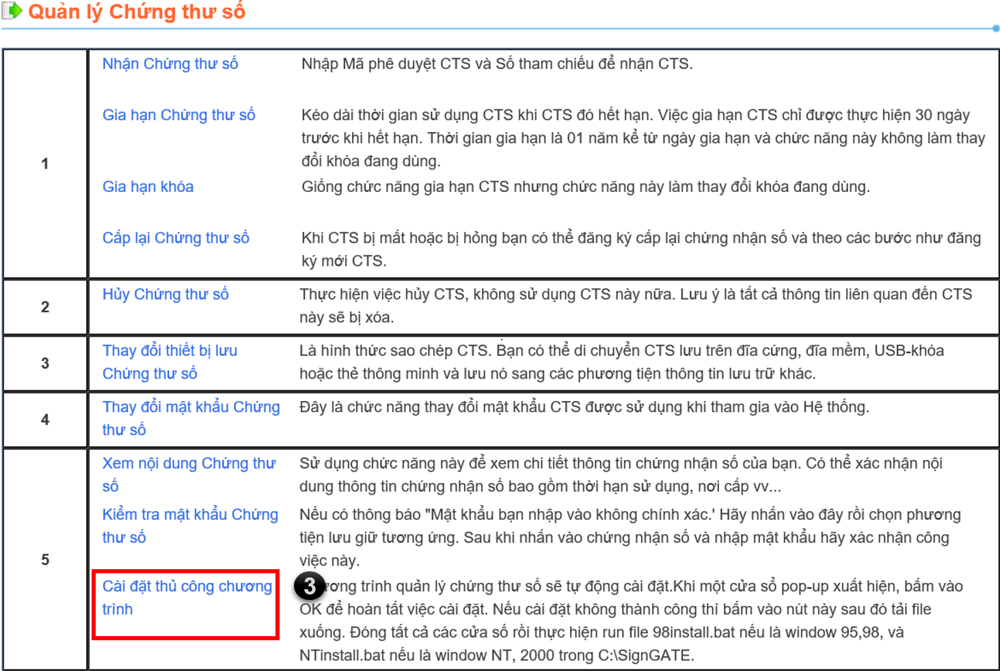 Quản lý Chứng thư số
1
Nhận Chứng thư số
Nhập Mã phê duyệt CTS và Số tham chiếu để nhận CTS.
Gia hạn Chứng thư số
Kéo dài thời gian sử dụng CTS khi CTS đó hết hạn. Việc gia hạn CTS chỉ được thực hiện 30 ngày
trước khi hết hạn. Thời gian gia hạn là 01 năm kể từ ngày gia hạn và chức năng này không làm thay
đổi khóa đang dùng.
Gia hạn khóa
Giống chức năng gia hạn CTS nhưng chức năng này làm thay đổi khóa đang dùng.
Cấp lại Chứng thư số
Khi CTS bị mất hoặc bị hỏng bạn có thể đăng ký cấp lại chứng nhận số và theo các bước như đăng
ký mới CTS.
2
Hủy Chứng thư số
Thực hiện việc hủy CTS, không sử dụng CTS này nữa. Lưu ý là tất cả thông tin liên quan đến CTS
này sẽ bị xóa.
3
Thay đổi thiết bị lưu
Chứng thư số
Là hình thức sao chép CTS. Bạn có thể di chuyển CTS lưu trên đĩa cứng, đĩa mềm, USB-khóa
hoặc thẻ thông minh và lưu nó sang các phương tiện thông tin lưu trữ khác.
4
Thay đổi mật khẩu Chứng
thư số
Đây là chức năng thay đổi mật khẩu CTS được sử dụng khi tham gia vào Hệ thống.
5
Xem nội dung Chứng thư
số
Sử dụng chức năng này để xem chi tiết thông tin chứng nhận số của bạn. Có thể xác nhận nội
dung thông tin chứng nhận số bao gồm thời hạn sử dụng, nơi cấp vv...
Kiểm tra mật khẩu Chứng
thư số
Nếu có thông báo "Mật khẩu bạn nhập vào không chính xác.' Hãy nhấn vào đây rồi chọn phương
tiện lưu giữ tương ứng. Sau khi nhấn vào chứng nhận số và nhập mật khẩu hãy xác nhận công
việc này.
Cài đặt thủ công chương
trình
3
ương trình quản lý chứng thư số sẽ tự động cài đặt.Khi một cửa sổ pop-up xuất hiện, bấm vào
OK để hoàn tất việc cài đặt. Nếu cài đặt không thành công thì bấm vào nút này sau đó tải file
xuống. Đóng tất cả các cửa số rồi thực hiện run file 98install.bat nếu là window 95,98, và
NTinstall.bat nếu là window NT, 2000 trong C:\SignGATE.